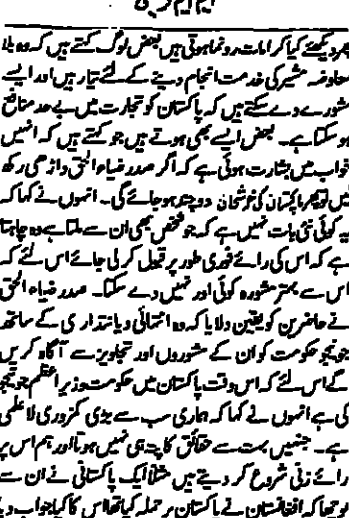 پھر دیکھئے کیا کرامات رونما ہوتی ہیں بعض لوگ کہتے ہیں کہ وہ بلا
معاوضہ مشیر کی خدمت انجام دینے کے لئے تیار ہیں اور ایسے
مشورے دے سکتے ہیں کہ پاکستان کو تجارت میں بے حد منافع
ہو سکتا ہے۔ بعض ایسے بھی ہوتے ہیں جو کہتے ہیں کہ انہیں
خواب میں بشارت ہوئی ہے کہ اگر صدر ضیاء الحق داڑھی رکھ
لیں تو پھر پاکستان کی خوشحالی دوچند ہو جائے گی۔ انہوں نے کہا کہ
یہ کوئی نئی بات نہیں ہے کہ جو شخص بھی ان سے ملتا ہے وہ چاہتا
ہے کہ اس کی رائے فوری طور پر قبول کر لی جائے اس لئے کہ
اس سے بہتر مشورہ کوئی اور نہیں دے سکتا۔ صدر ضیاء الحق
نے حاضرین کو یقین دلایا کہ وہ انتہائی دیانتداری کے ساتھ
جونیجو حکومت کو ان کے مشوروں اور تجاویز سے آگاہ کریں
گے اس لئے کہ اس وقت پاکستان میں حکومت وزیر اعظم جونیجو
کی ہے انہوں نے کہا کہ ہماری سب سے بڑی کمزوری لاعلمی
ہے۔ جنہیں بہت سے حقائق کا پتہ ہی نہیں ہوتا اور ہم اس پر
رائے زنی شروع کر دیتے ہیں مثلاً ایک پاکستانی نے ان سے
پوچھا کہ افغانستان نے پاکستان پر حملہ کیا تھا اس کا کیا جواب دیا